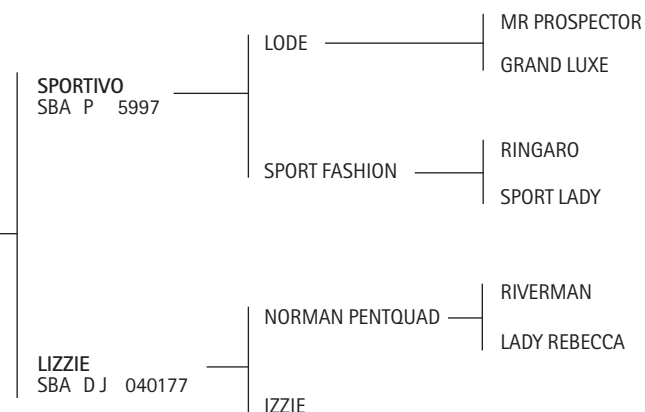 MR PROSPECTOR
LODE
GRAND LUXE
SPORTIVO
SBA P 5997
RINGARO
SPORT FASHION
SPORT LADY
RIVERMAN
NORMAN PENTQUAD
LADY REBECCA
LIZZIE
SBA D J 040177
IZZIE